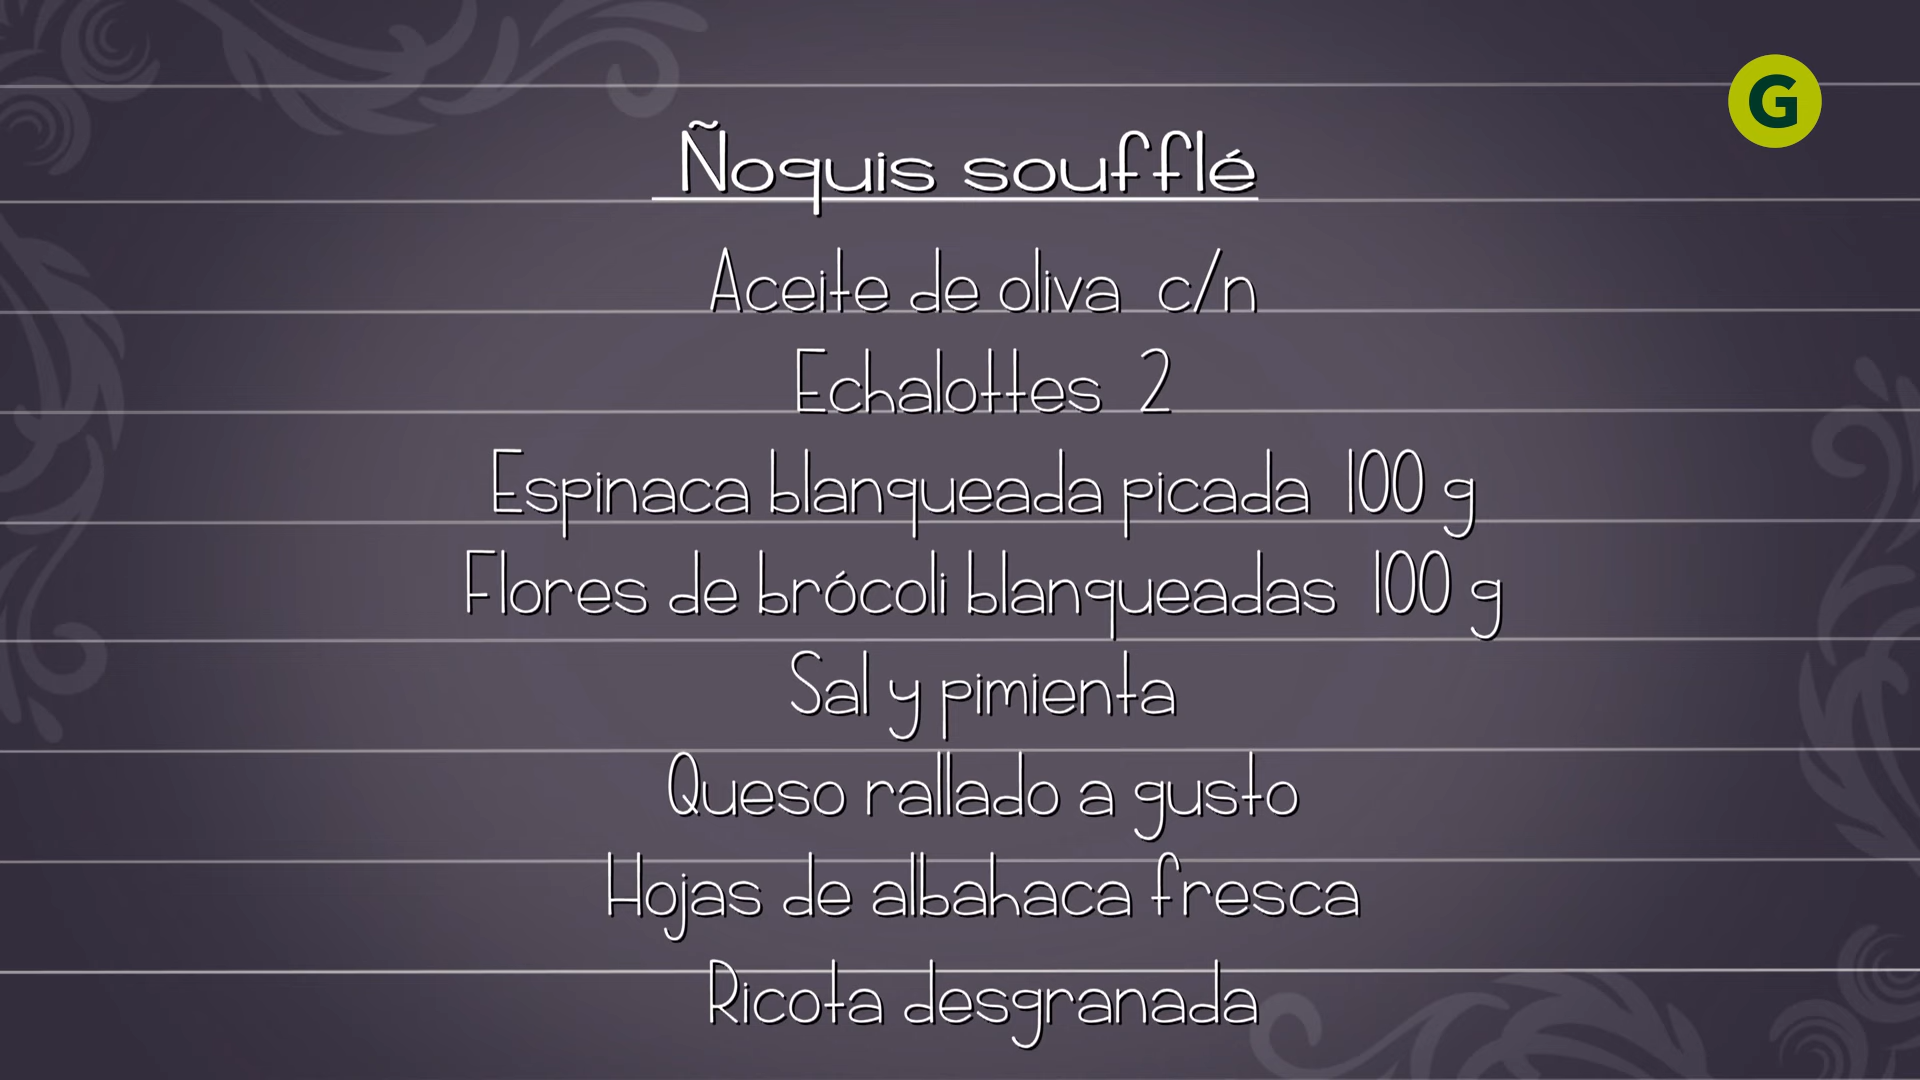 G
Ñoquis soufflé
Aceite de oliva c/n
Echalottes 2
Espinaca blanqueada picada 100 g
Flores de brócoli blanqueadas 100 g
Sal y pimienta
Queso rallado a gusto
Hojas de albahaca fresca
Ricota desgranada